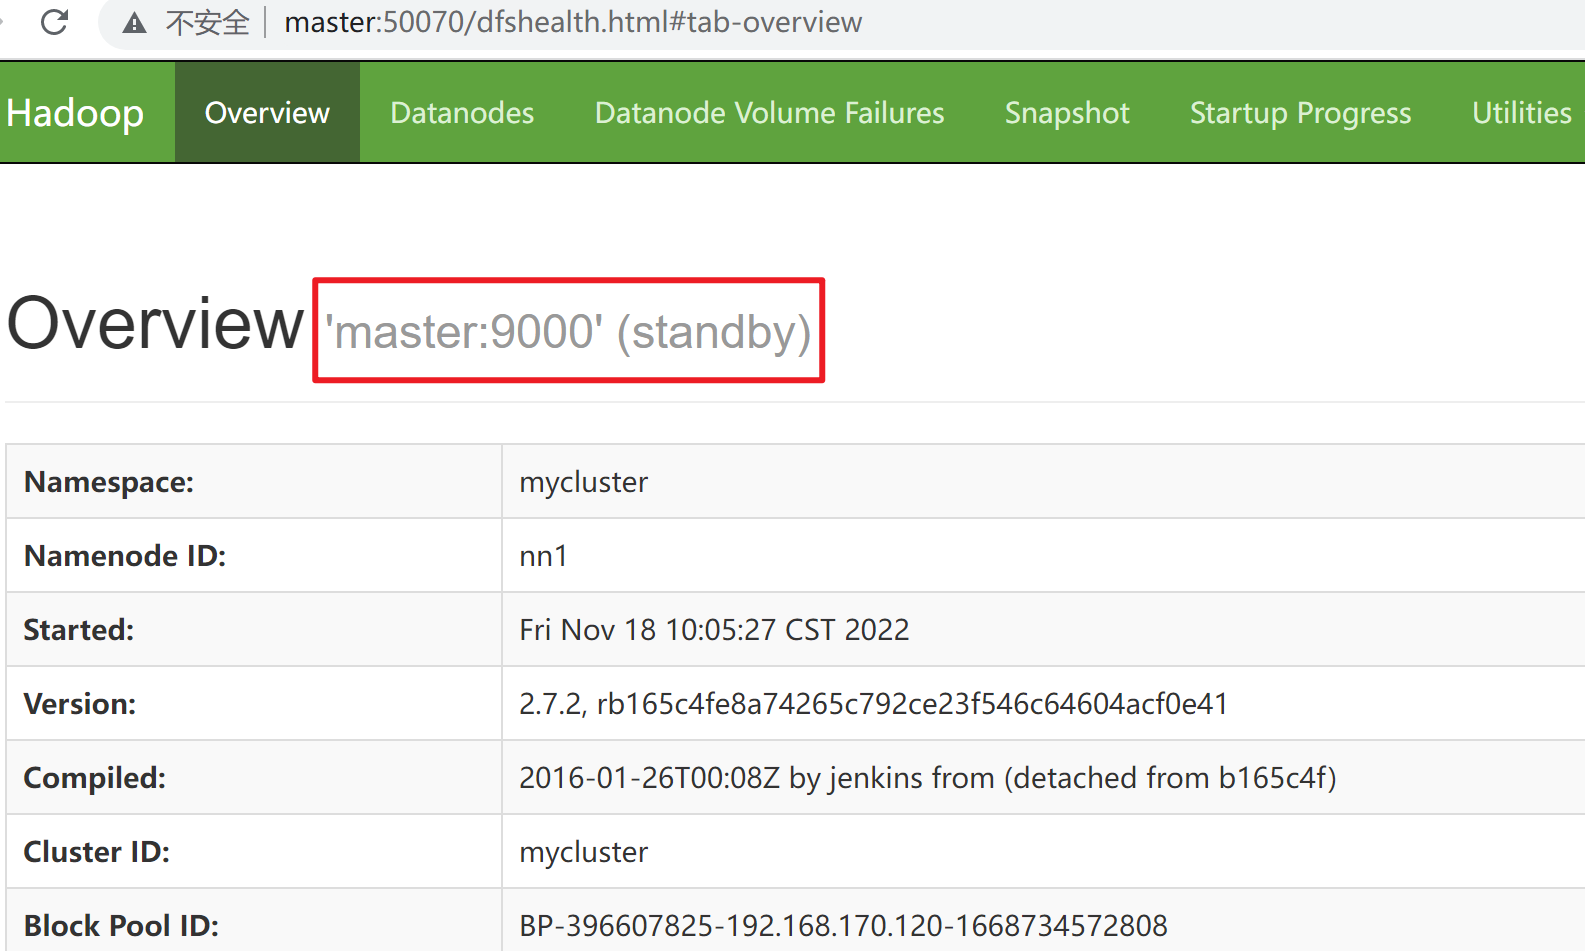 不安全 master:50070/dfshealth.html#tab-overview
Hadoop Overview Datanodes Datanode Volume Failures Snapshot Startup Progress Utilities
Overview 'master:9000' (standby)
Namespace: mycluster
Namenode ID: nn1
Started: Fri Nov 18 10:05:27 CST 2022
Version: 2.7.2, rb165c4fe8a74265c792ce23f546c64604acf0e41
Compiled: 2016-01-26T00:08Z by jenkins from (detached from b165c4f)
Cluster ID: mycluster
Block Pool ID: BP-396607825-192.168.170.120-1668734572808